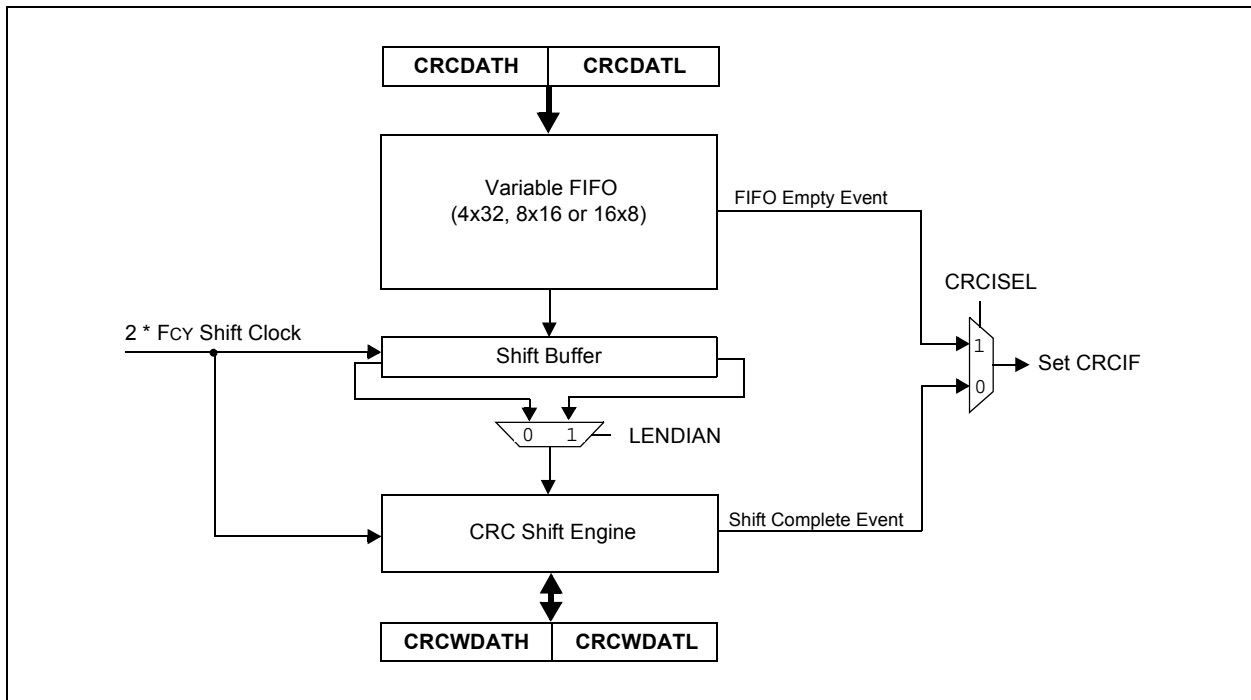 CRCDATH CRCDATL
Variable FIFO
(4x32, 8x16 or 16x8)
FIFO Empty Event
CRCISEL
2 * FCY Shift Clock
Shift Buffer
1
Set CRCIF
0
0 1 LENDIAN
CRC Shift Engine
Shift Complete Event
CRCWDATH CRCWDATL